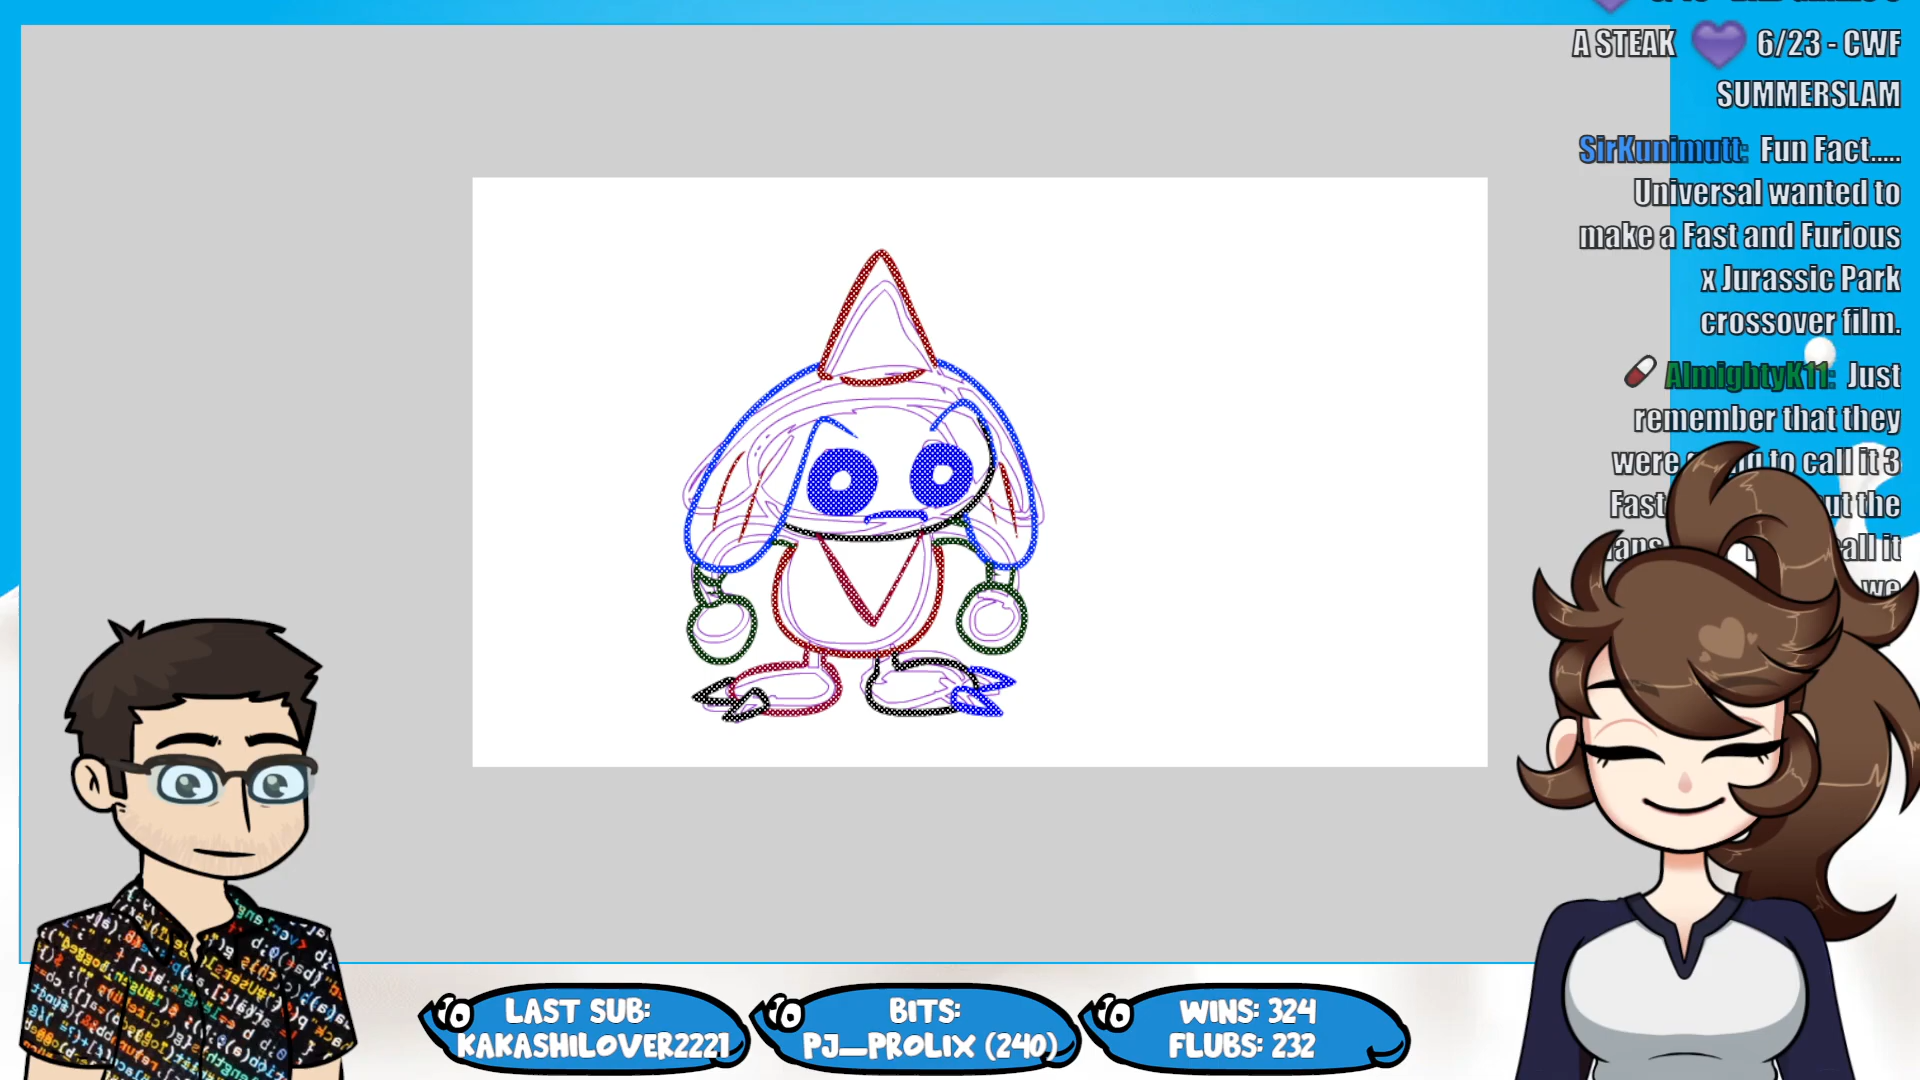 A STEAK 💜 6/23 - CWF
SUMMERSLAM
SirKunimutt: Fun Fact.....
Universal wanted to
make a Fast and Furious
x Jurassic Park
crossover film.
AlmightyK11: Just
remember that they
were to call it 3
Fast the
all it
we
LAST SUB:
KAKASHILOVER2221
BITS:
PJ_PROLIX (240)
WINS: 324
FLUBS: 232